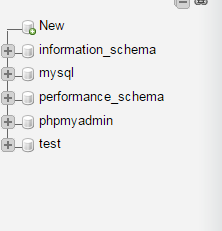 New
information_schema
mysql
performance_schema
phpmyadmin
test